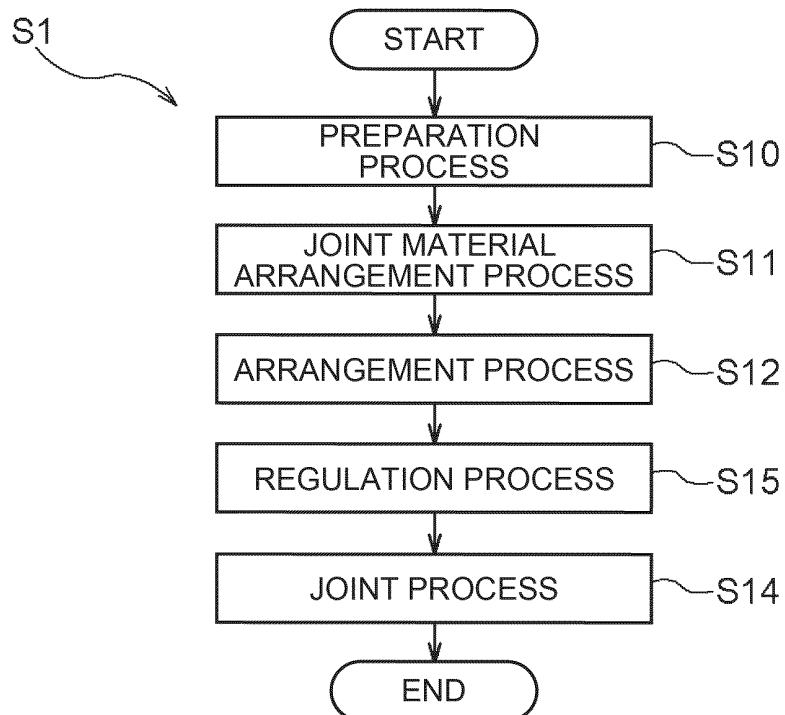 S1
START
PREPARATION
PROCESS
S10
JOINT MATERIAL
ARRANGEMENT PROCESS
S11
ARRANGEMENT PROCESS
S12
REGULATION PROCESS
S15
JOINT PROCESS
S14
END